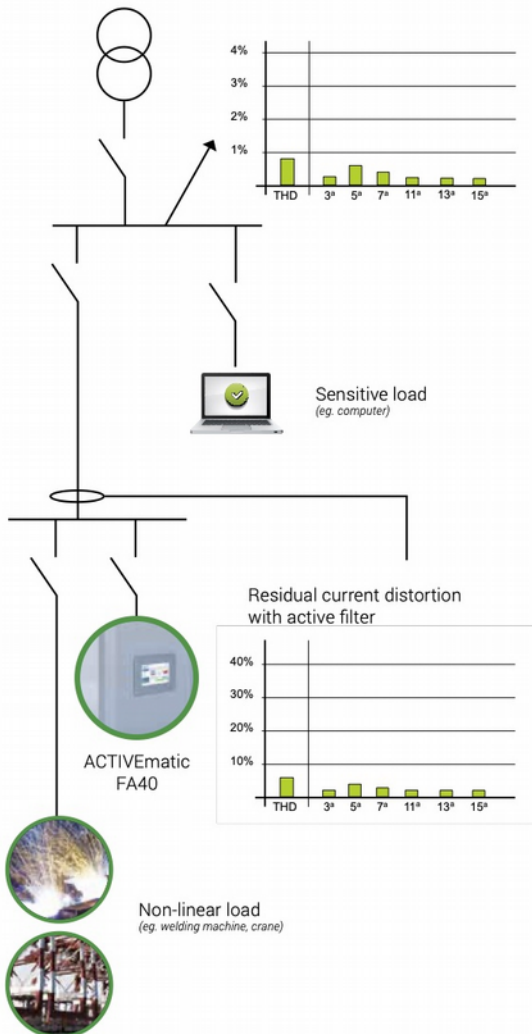 4%
3%
2%
1%
THD 3ª 5ª 7ª 11ª 13ª 15ª
Sensitive load
(eg. computer)
Residual current distortion
with active filter
40%
30%
20%
10%
THD 3ª 5ª 7ª 11ª 13ª 15ª
ACTIVEmatic
FA40
Non-linear load
(eg. welding machine, crane)